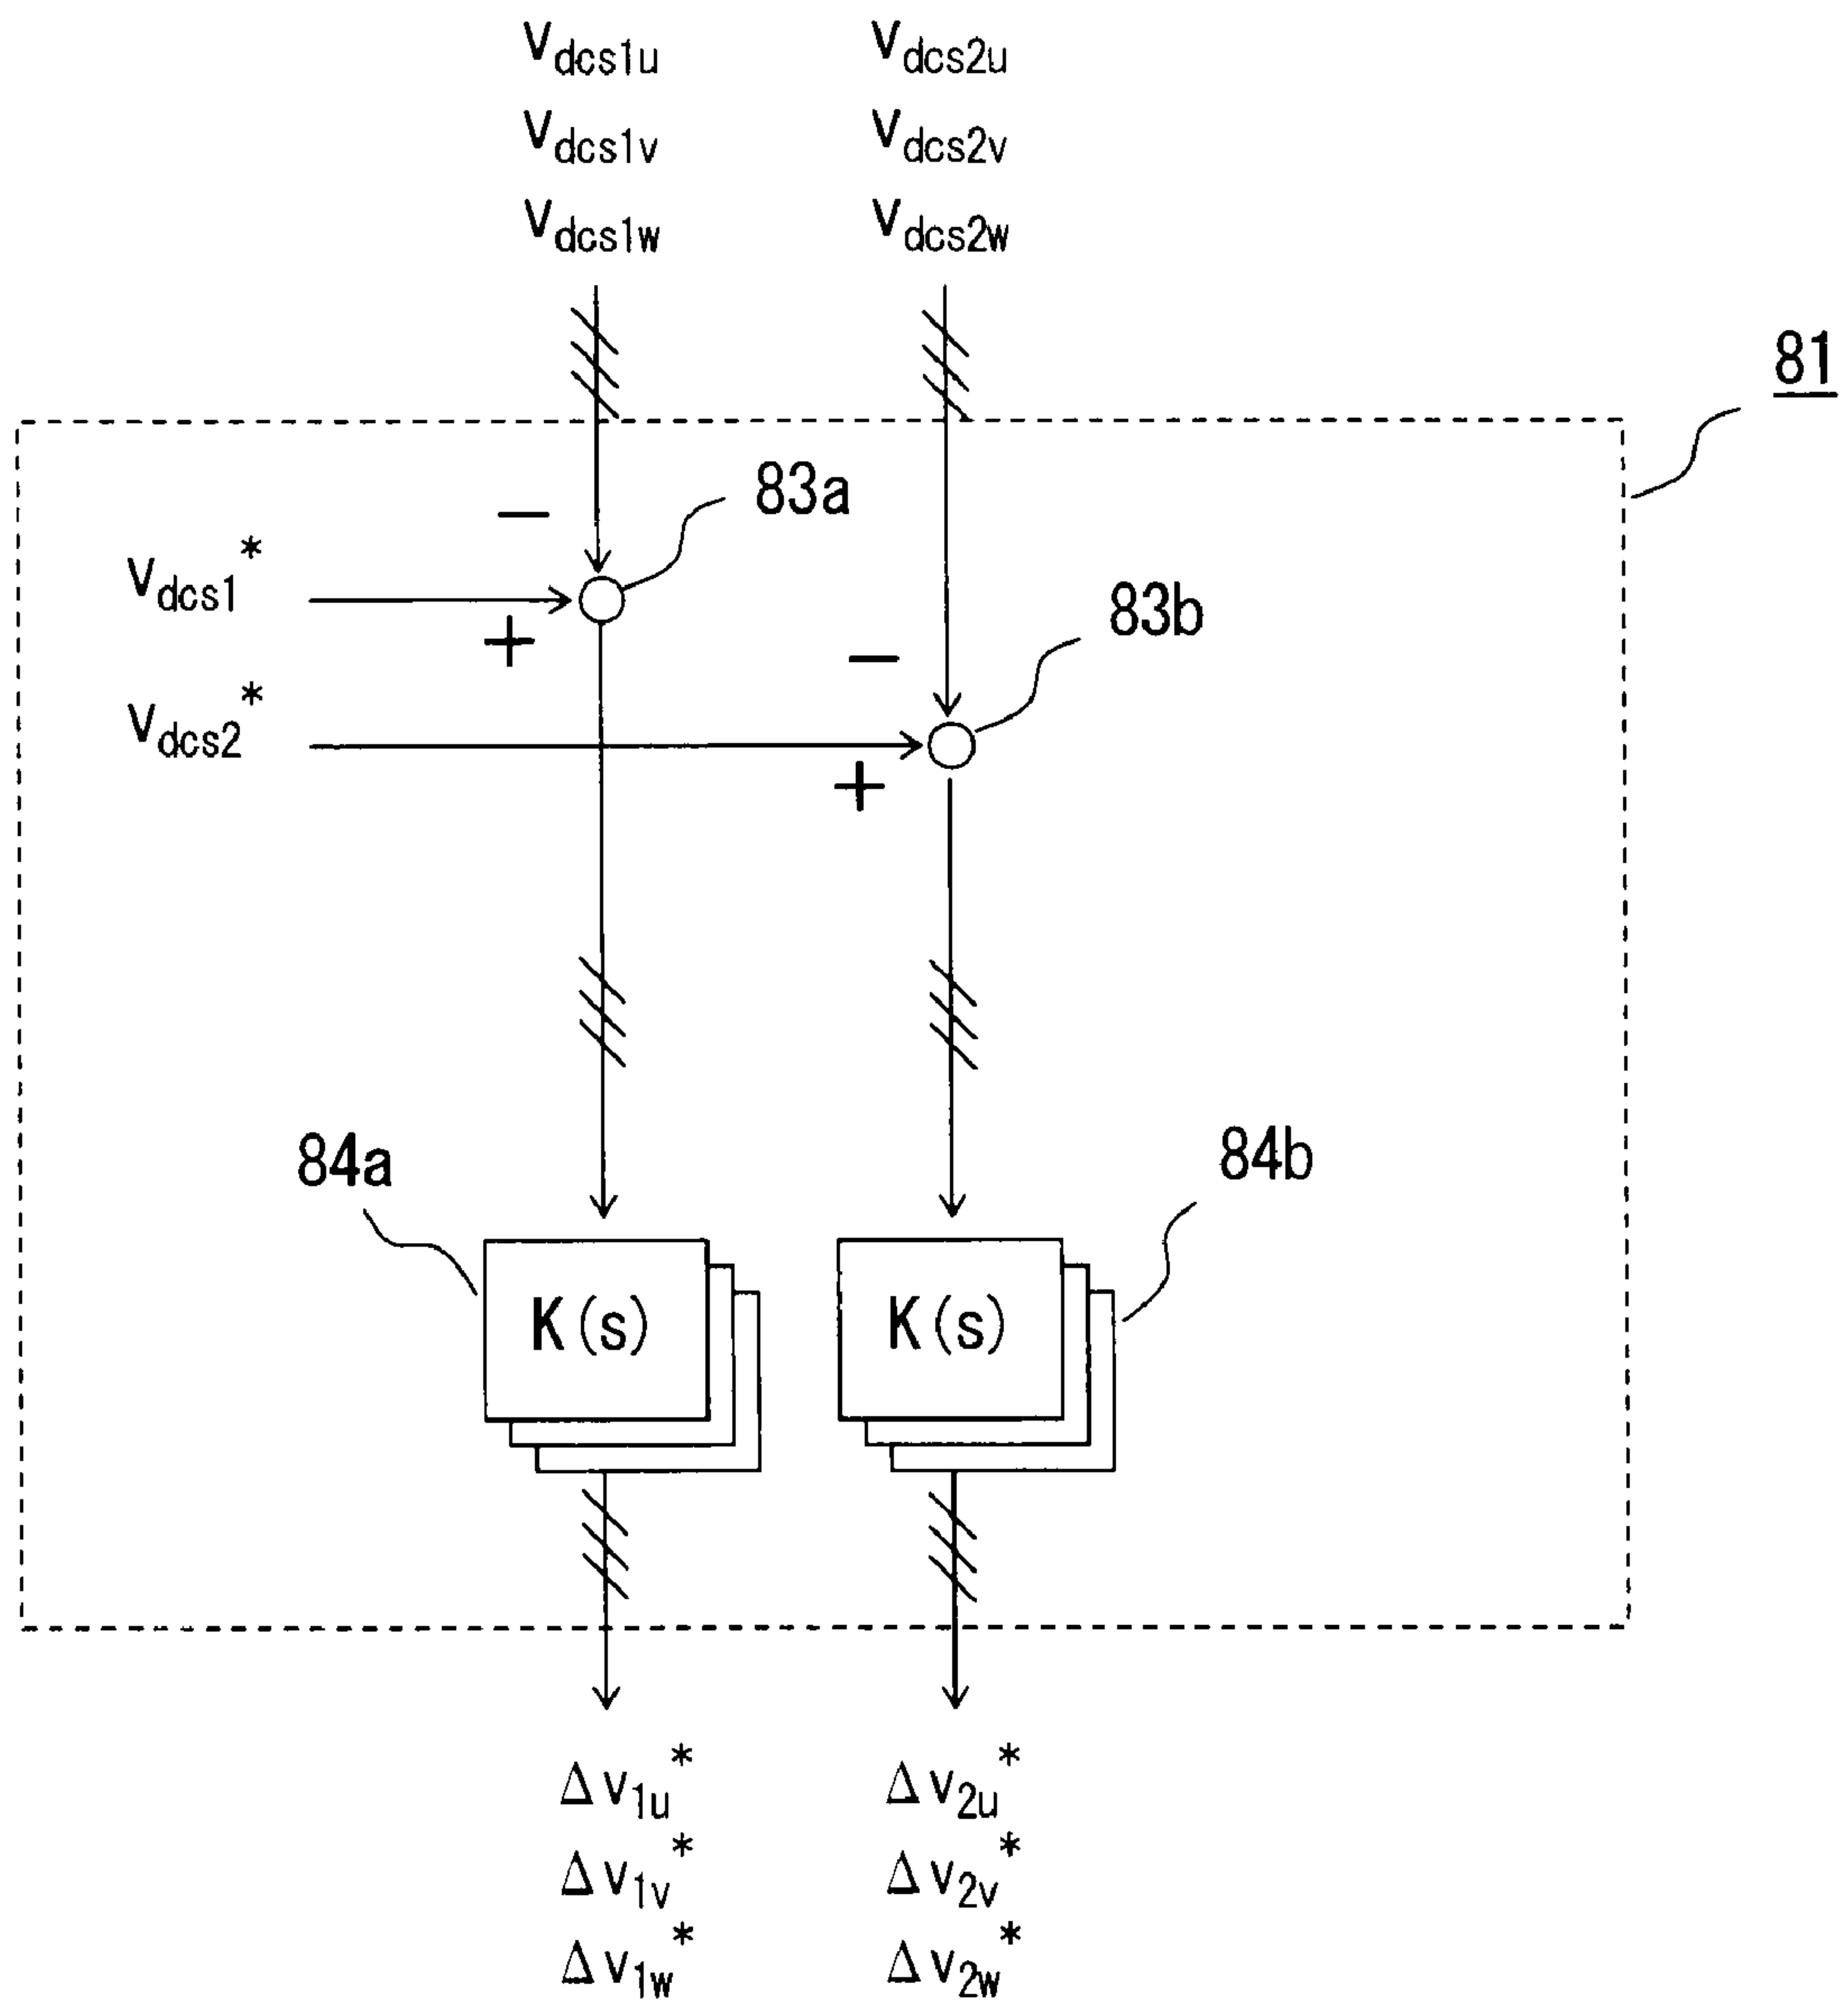 Vdcs1u Vdcs2u
Vdcs1v Vdcs2v
Vdcs1w Vdcs2w
81
83a
−
Vdcs1*
+
83b
−
Vdcs2*
+
84a
84b
K(s) K(s)
Δv1u* Δv2u*
Δv1v* Δv2v*
Δv1w* Δv2w*